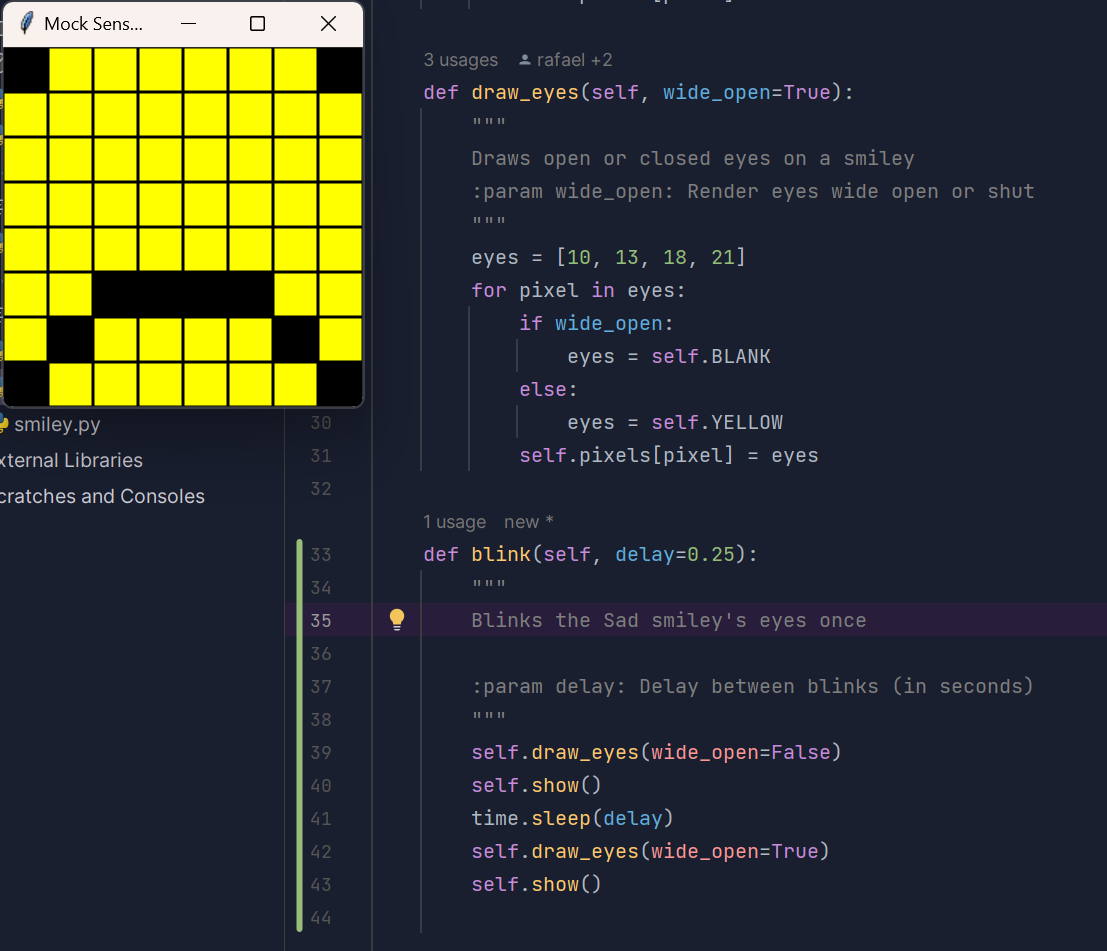 Mock Sens...
3 usages rafael +2
def draw_eyes(self, wide_open=True):
"""
Draws open or closed eyes on a smiley
:param wide_open: Render eyes wide open or shut
"""
eyes = [10, 13, 18, 21]
for pixel in eyes:
if wide_open:
eyes = self.BLANK
else:
30 eyes = self.YELLOW
31 self.pixels[pixel] = eyes
32
smiley.py
xternal Libraries
cratches and Consoles
1 usage new *
33 def blink(self, delay=0.25):
34 """
35 Blinks the Sad smiley's eyes once
36
37 :param delay: Delay between blinks (in seconds)
38 """
39 self.draw_eyes(wide_open=False)
40 self.show()
41 time.sleep(delay)
42 self.draw_eyes(wide_open=True)
43 self.show()
44